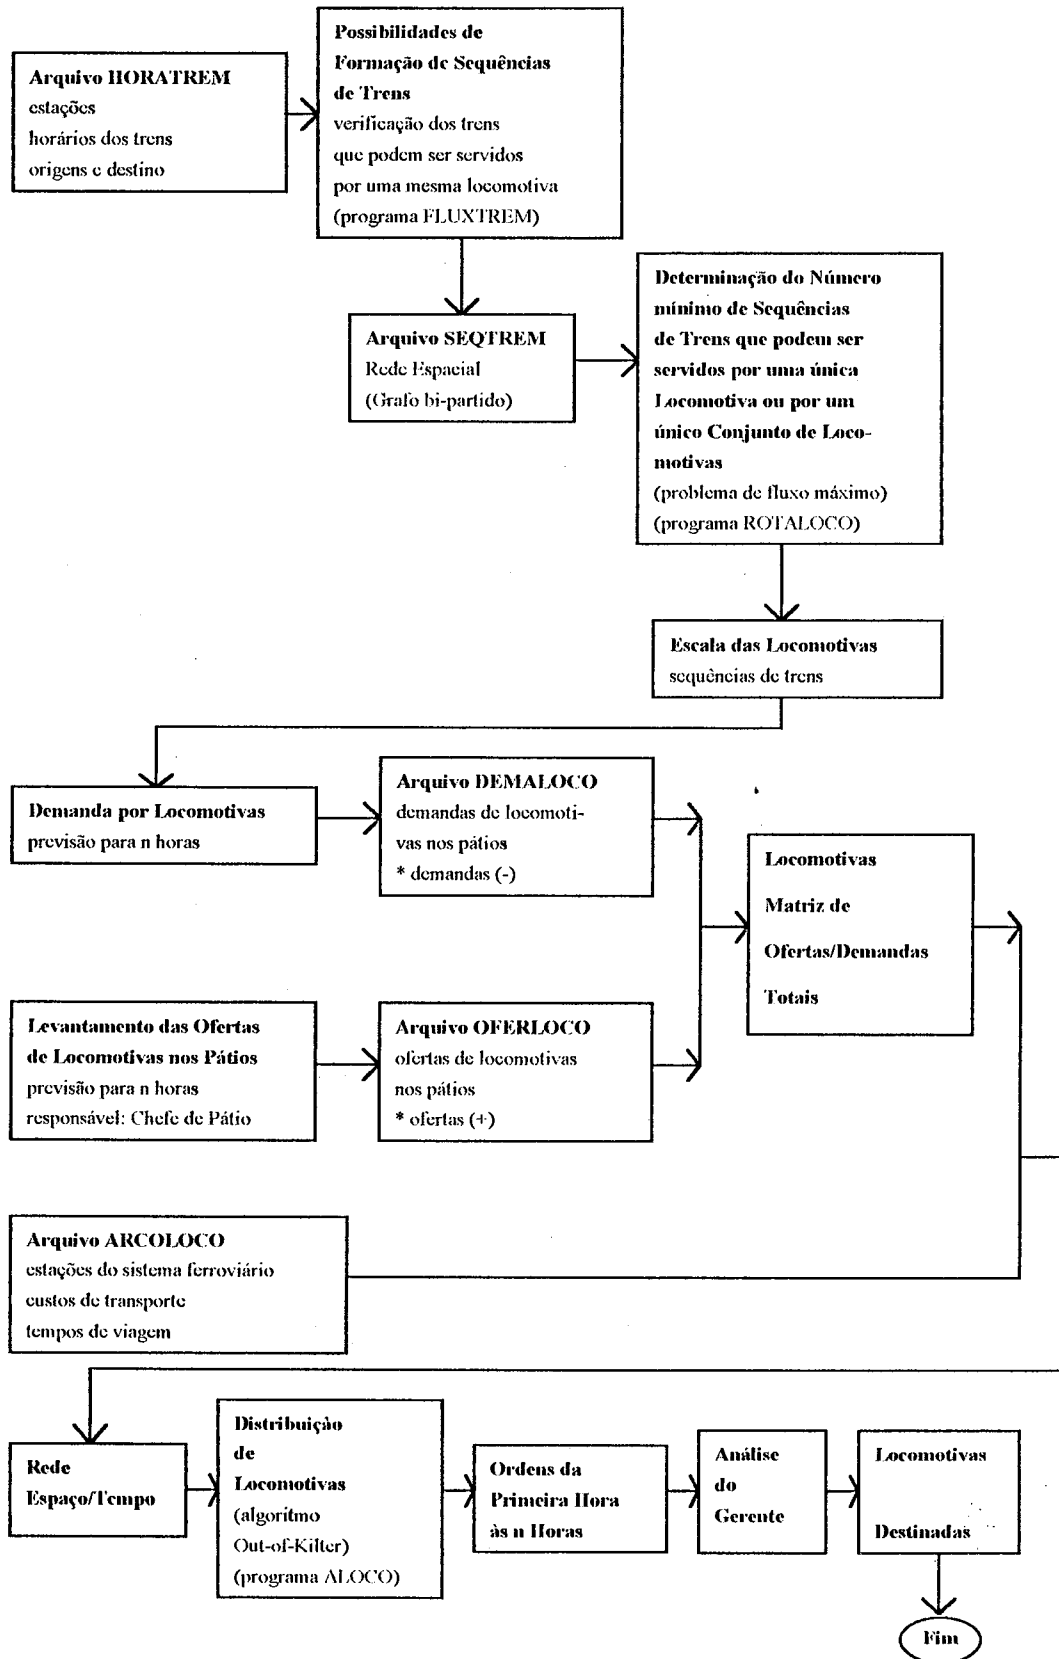 Arquivo HORATREM
estações
horários dos trens
origens e destino
Possibilidades de
Formação de Sequências
de Trens
verificação dos trens
que podem ser servidos
por uma mesma locomotiva
(programa FLUXTREM)
Arquivo SEQTREM
Rede Espacial
(Grafo bi-partido)
Determinação do Número
mínimo de Sequências
de Trens que podem ser
servidos por uma única
Locomotiva ou por um
único Conjunto de Loco-
motivas
(problema de fluxo máximo)
(programa ROTALOCO)
Escala das Locomotivas
sequências de trens
Demanda por Locomotivas
previsão para n horas
Arquivo DEMALOCO
demandas de locomoti-
vas nos pátios
* demandas (-)
Locomotivas
Matriz de
Ofertas/Demandas
Totais
Levantamento das Ofertas
de Locomotivas nos Pátios
previsão para n horas
responsável: Chefe de Pátio
Arquivo OFERLOCO
ofertas de locomotivas
nos pátios
* ofertas (+)
Arquivo ARCOLOCO
estações do sistema ferroviário
custos de transporte
tempos de viagem
Rede
Espaço/Tempo
Distribuição
de
Locomotivas
(algoritmo
Out-of-Kilter)
(programa ALOCO)
Ordens da
Primeira Hora
às n Horas
Análise
do
Gerente
Locomotivas
Destinadas
Fim